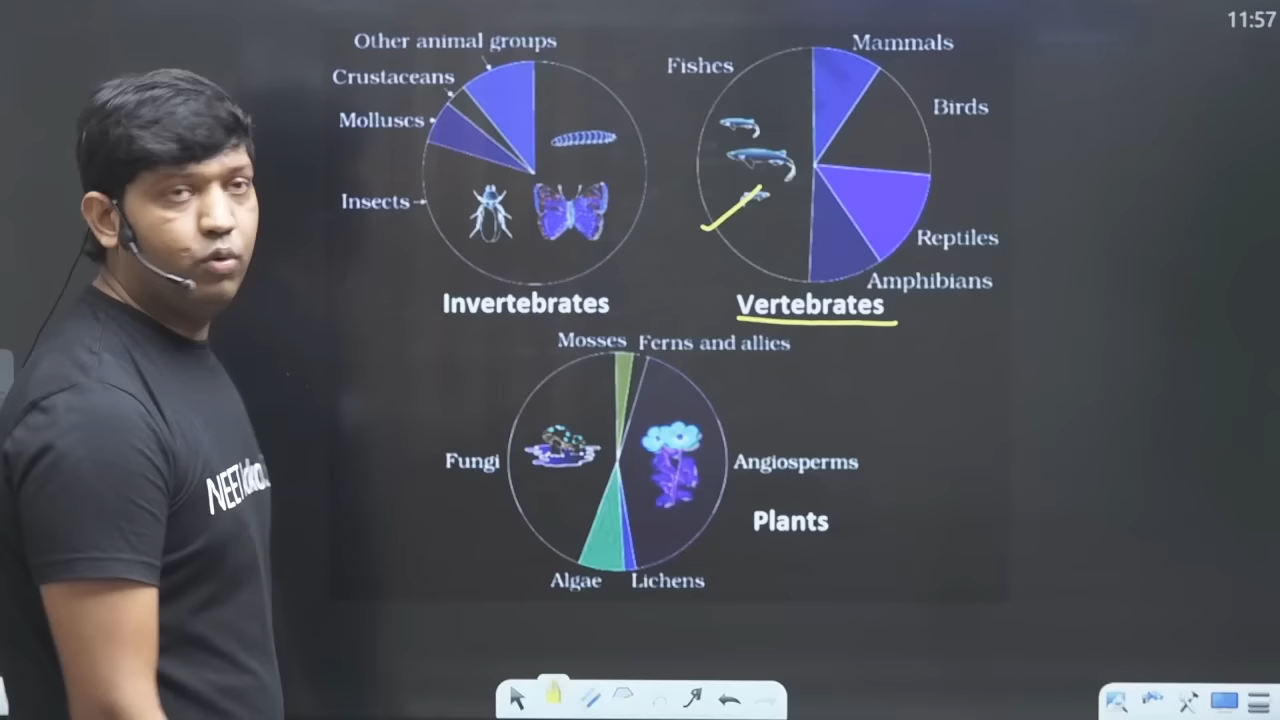 11:57
Other animal groups
Crustaceans
Molluscs
Insects
Invertebrates
Mammals
Fishes
Birds
Reptiles
Amphibians
Vertebrates
Mosses Ferns and allies
Fungi
Angiosperms
Plants
Algae Lichens
NEET